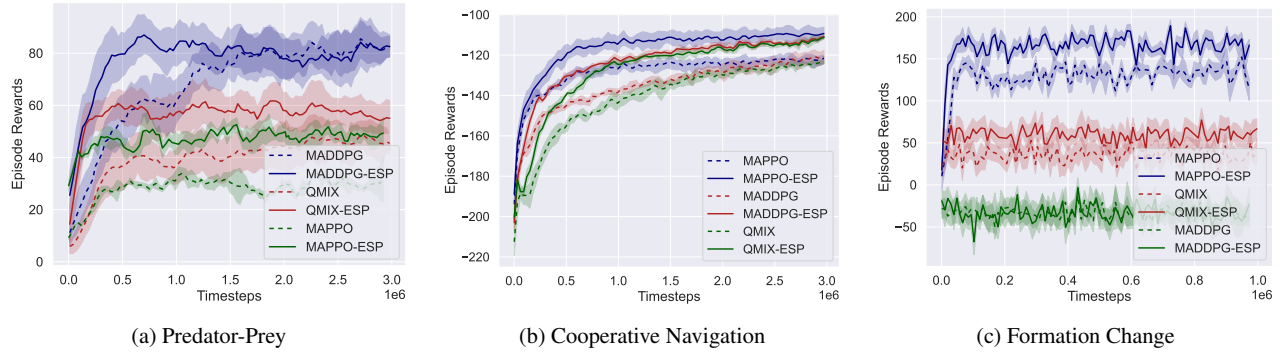 Episode Rewards
80
60
40
20
0
MADDPG
MADDPG-ESP
QMIX
QMIX-ESP
MAPPO
MAPPO-ESP
0.0 0.5 1.0 1.5 2.0 2.5 3.0
Timesteps
1e6
(a) Predator-Prey
Episode Rewards
−100
−120
−140
−160
−180
−200
−220
MAPPO
MAPPO-ESP
MADDPG
MADDPG-ESP
QMIX
QMIX-ESP
0.0 0.5 1.0 1.5 2.0 2.5 3.0
Timesteps
1e6
(b) Cooperative Navigation
Episode Rewards
200
150
100
50
0
−50
MAPPO
MAPPO-ESP
QMIX
QMIX-ESP
MADDPG
MADDPG-ESP
0.0 0.2 0.4 0.6 0.8 1.0
Timesteps
1e6
(c) Formation Change